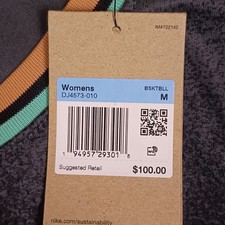 Womens
BSKTBLL
DJ4573-010
M
1 94957 29301 8
Suggested Retail
$100.00
nike.com/sustainability